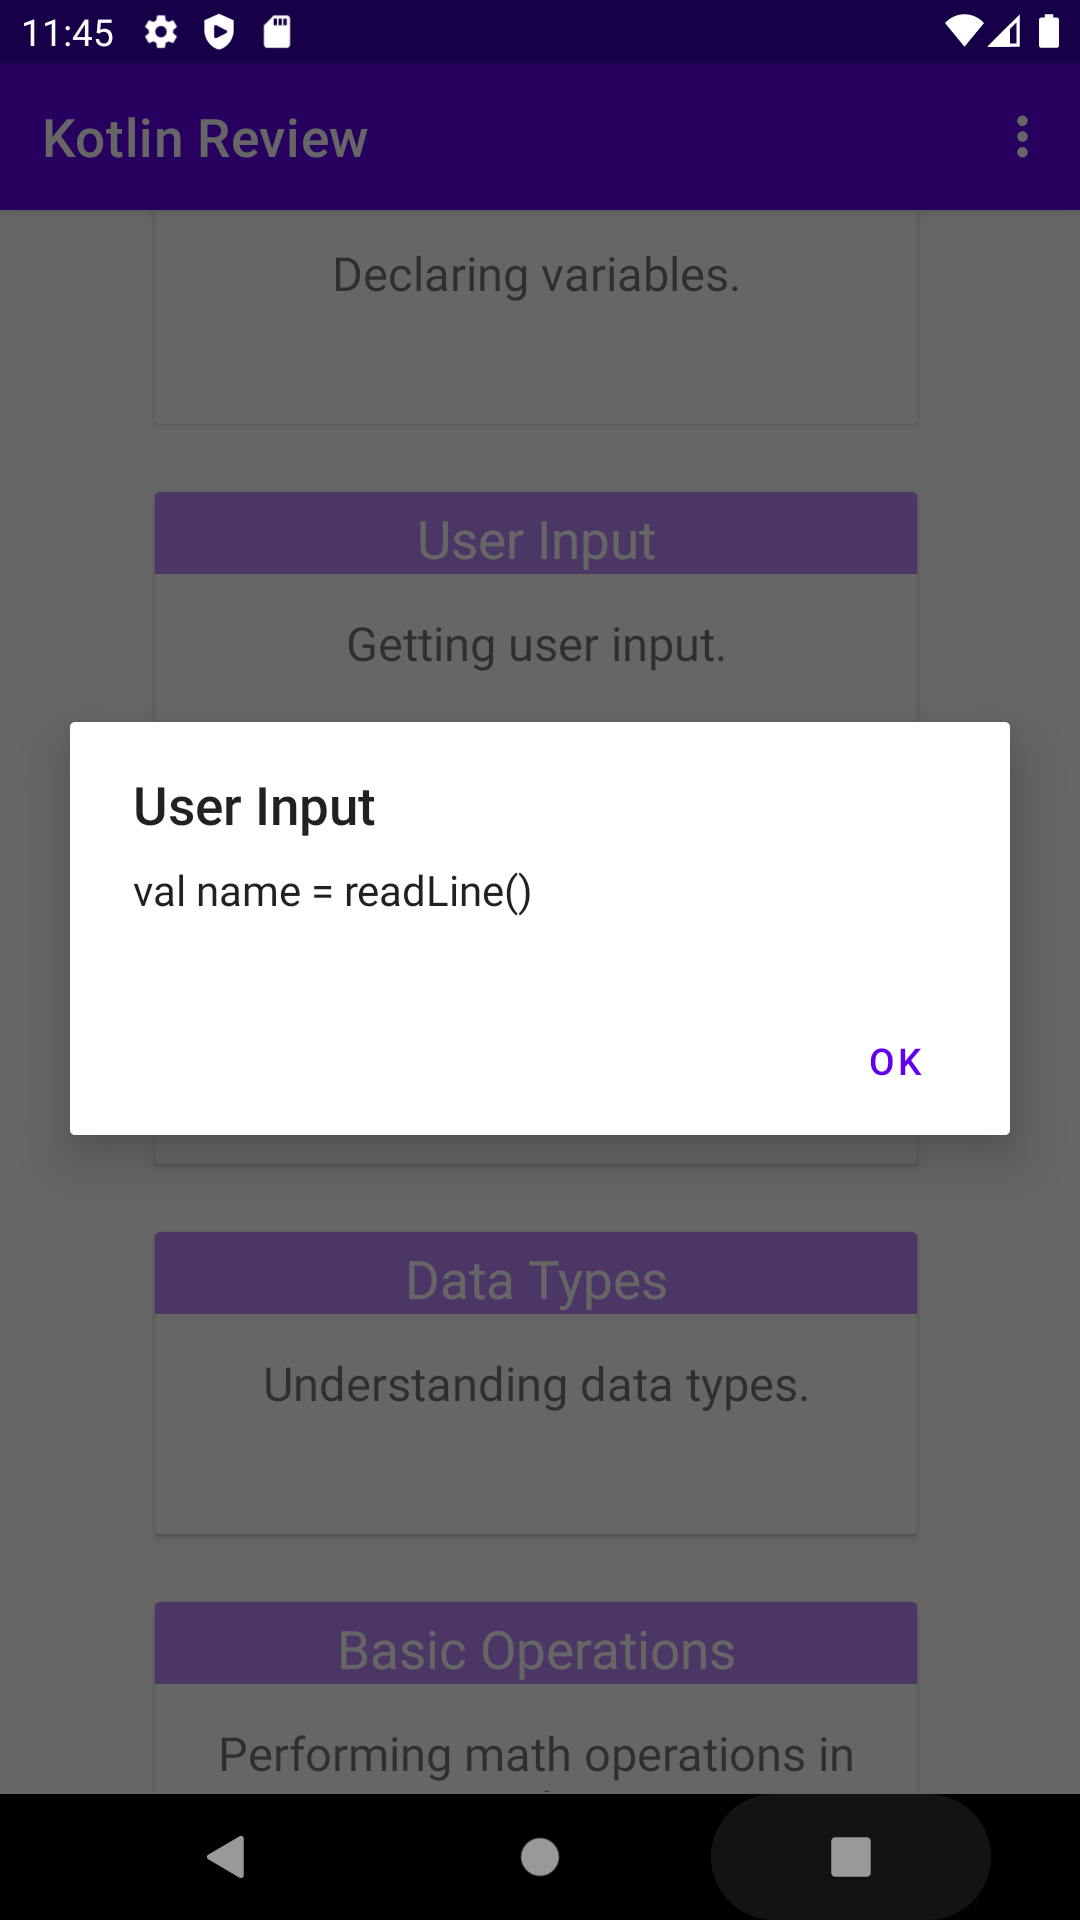 11:45
Kotlin Review
Declaring variables.
User Input
Getting user input.
User Input
val name = readLine()
OK
Data Types
Understanding data types.
Basic Operations
Performing math operations in